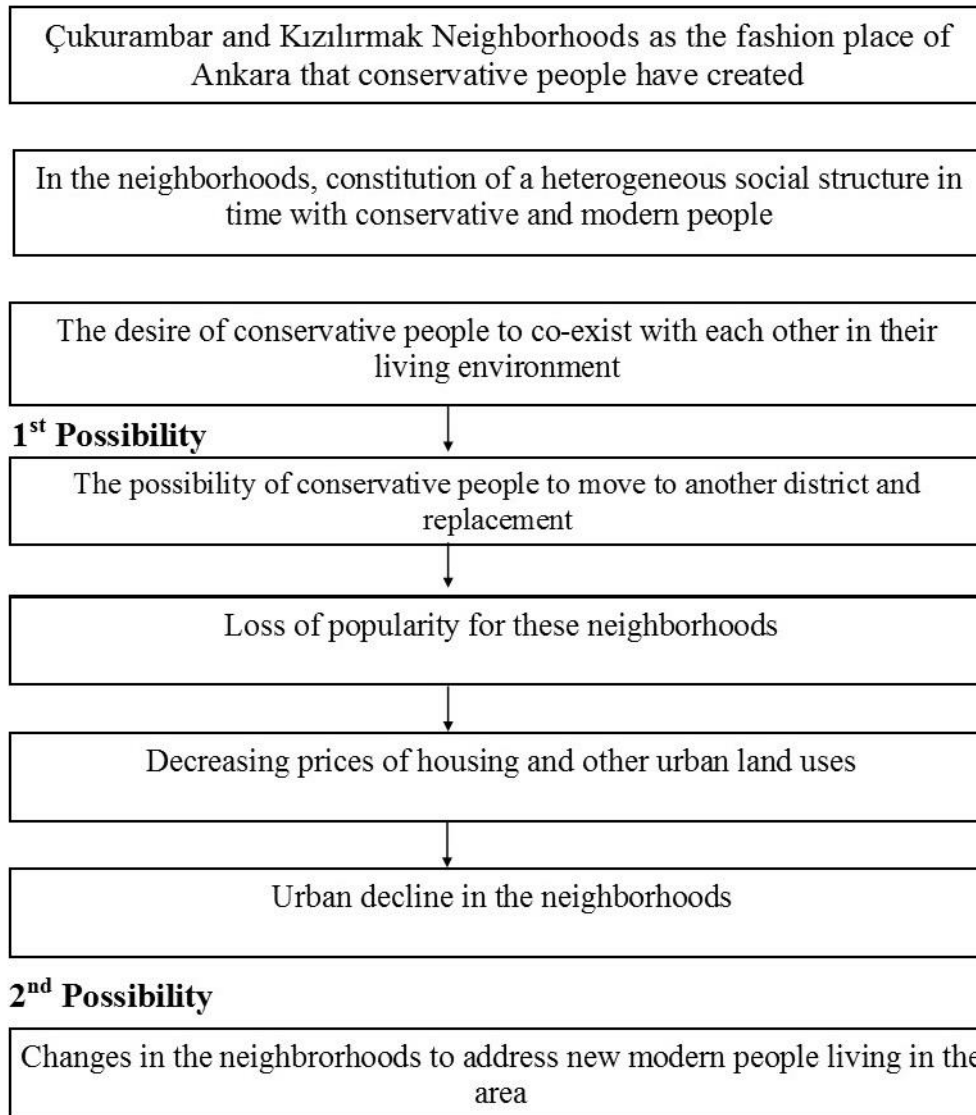 Çukurambar and Kızılırmak Neighborhoods as the fashion place of
Ankara that conservative people have created
In the neighborhoods, constitution of a heterogeneous social structure in
time with conservative and modern people
The desire of conservative people to co-exist with each other in their
living environment
1st Possibility
The possibility of conservative people to move to another district and
replacement
Loss of popularity for these neighborhoods
Decreasing prices of housing and other urban land uses
Urban decline in the neighborhoods
2nd Possibility
Changes in the neighbrorhoods to address new modern people living in the
area